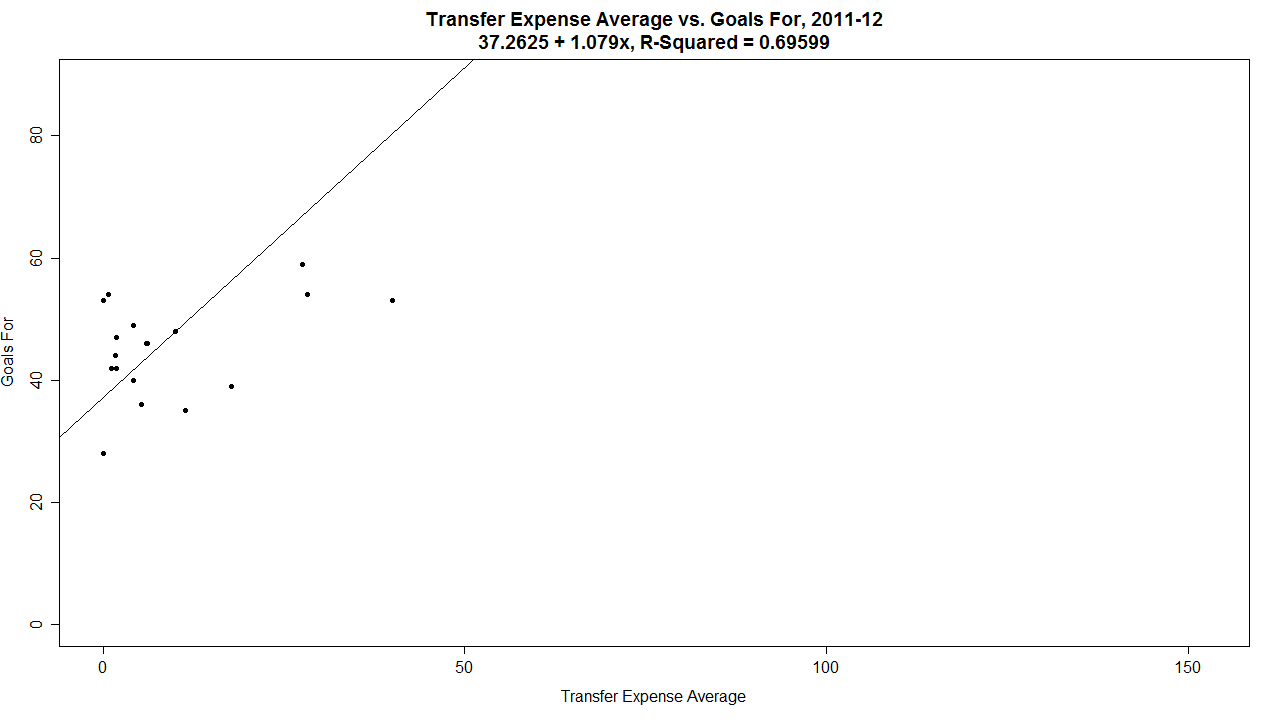 Transfer Expense Average vs. Goals For, 2011-12
37.2625 + 1.079x, R-Squared = 0.69599
80
60
40
20
0
Goals For
0 50 100 150
Transfer Expense Average